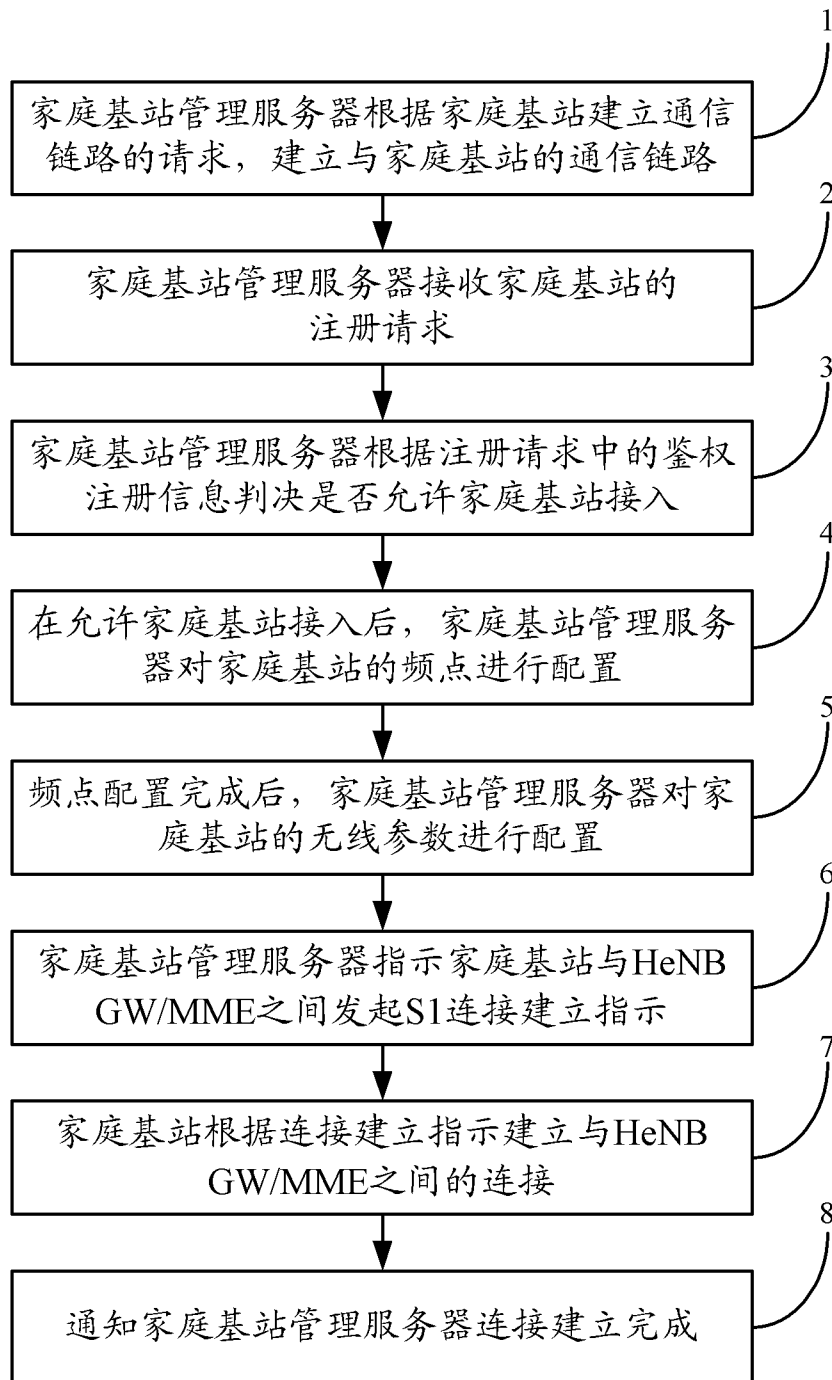 1
家庭基站管理服务器根据家庭基站建立通信
链路的请求，建立与家庭基站的通信链路
2
家庭基站管理服务器接收家庭基站的
注册请求
3
家庭基站管理服务器根据注册请求中的鉴权
注册信息判决是否允许家庭基站接入
4
在允许家庭基站接入后，家庭基站管理服务
器对家庭基站的频点进行配置
5
频点配置完成后，家庭基站管理服务器对家
庭基站的无线参数进行配置
6
家庭基站管理服务器指示家庭基站与HeNB
GW/MME之间发起S1连接建立指示
7
家庭基站根据连接建立指示建立与HeNB
GW/MME之间的连接
8
通知家庭基站管理服务器连接建立完成